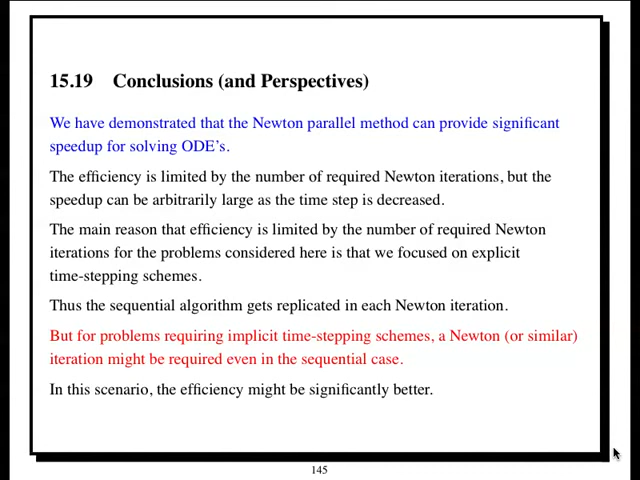 15.19 Conclusions (and Perspectives)
We have demonstrated that the Newton parallel method can provide significant
speedup for solving ODE's.
The efficiency is limited by the number of required Newton iterations, but the
speedup can be arbitrarily large as the time step is decreased.
The main reason that efficiency is limited by the number of required Newton
iterations for the problems considered here is that we focused on explicit
time-stepping schemes.
Thus the sequential algorithm gets replicated in each Newton iteration.
But for problems requiring implicit time-stepping schemes, a Newton (or similar)
iteration might be required even in the sequential case.
In this scenario, the efficiency might be significantly better.
145